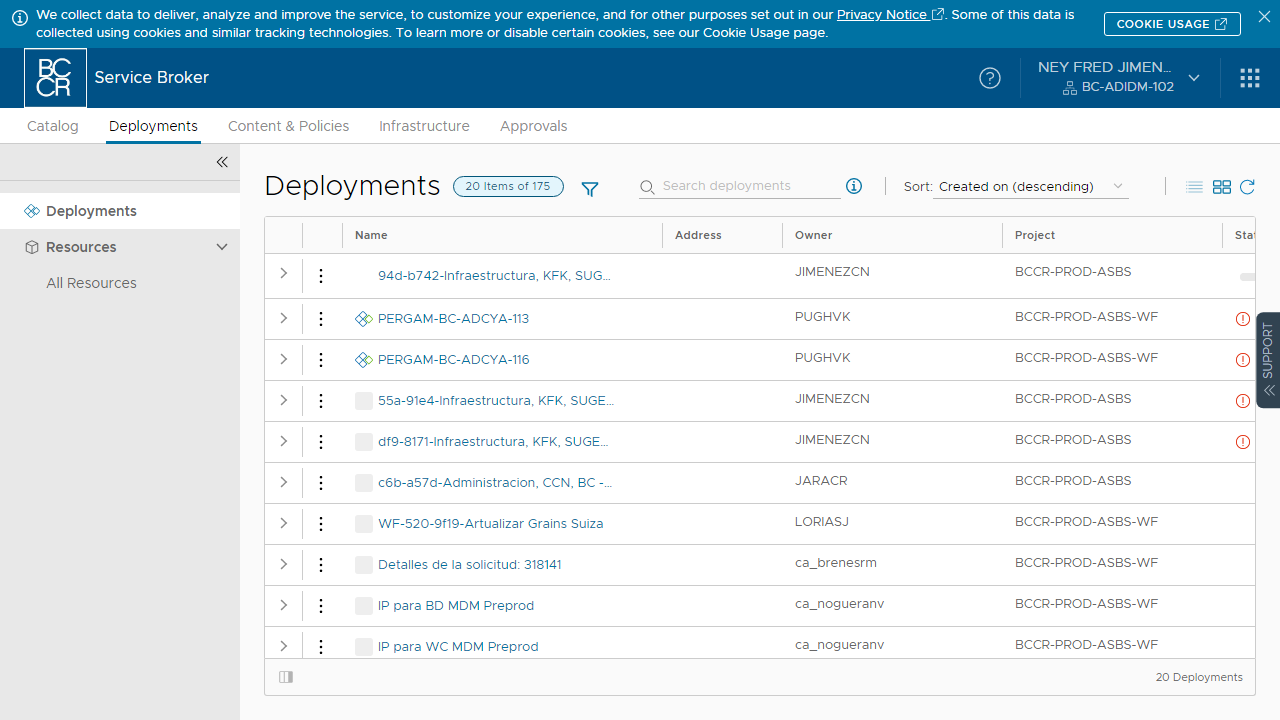 We collect data to deliver, analyze and improve the service, to customize your experience, and for other purposes set out in our Privacy Notice. Some of this data is
collected using cookies and similar tracking technologies. To learn more or disable certain cookies, see our Cookie Usage page.
COOKIE USAGE
BC
CR
Service Broker
NEY FRED JIMEN...
BC-ADIDM-102
Catalog
Deployments
Content & Policies
Infrastructure
Approvals
Deployments
Resources
All Resources
Deployments
20 Items of 175
Search deployments
Sort: Created on (descending)
Name Address Owner Project Stat
94d-b742-Infraestructura, KFK, SUG... JIMENEZCN BCCR-PROD-ASBS
PERGAM-BC-ADCYA-113 PUGHVK BCCR-PROD-ASBS-WF
PERGAM-BC-ADCYA-116 PUGHVK BCCR-PROD-ASBS-WF
55a-91e4-Infraestructura, KFK, SUGE... JIMENEZCN BCCR-PROD-ASBS
df9-8171-Infraestructura, KFK, SUGE... JIMENEZCN BCCR-PROD-ASBS
c6b-a57d-Administracion, CCN, BC -... JARACR BCCR-PROD-ASBS
WF-520-9f19-Artualizar Grains Suiza LORIASJ BCCR-PROD-ASBS-WF
Detalles de la solicitud: 318141 ca_brenesrm BCCR-PROD-ASBS-WF
IP para BD MDM Preprod ca_nogueranv BCCR-PROD-ASBS-WF
IP para WC MDM Preprod ca_nogueranv BCCR-PROD-ASBS-WF
20 Deployments
SUPPORT